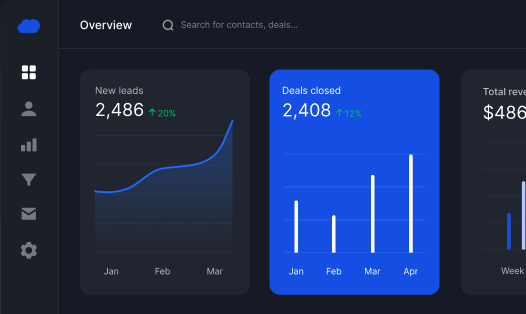 Overview
Search for contacts, deals...
New leads
2,486 ↑ 20%
Jan Feb Mar
Deals closed
2,408 ↑ 12%
Jan Feb Mar Apr
Total reve
$486
Week